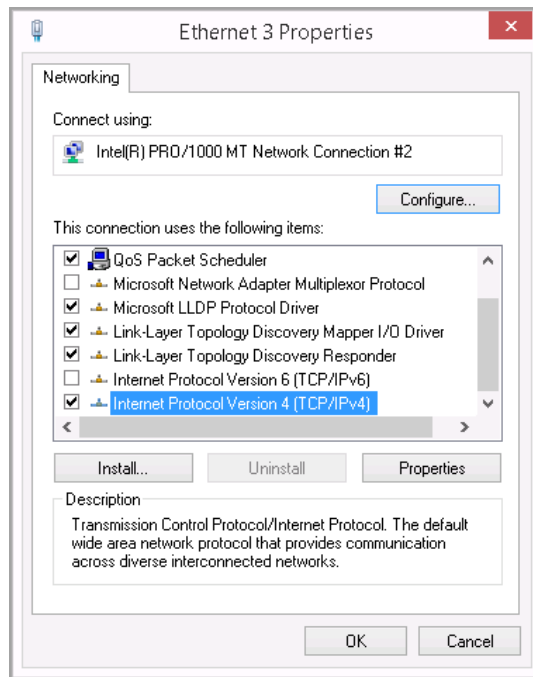 Ethernet 3 Properties
Networking
Connect using:
Intel(R) PRO/1000 MT Network Connection #2
Configure...
This connection uses the following items:
QoS Packet Scheduler
Microsoft Network Adapter Multiplexor Protocol
Microsoft LLDP Protocol Driver
Link-Layer Topology Discovery Mapper I/O Driver
Link-Layer Topology Discovery Responder
Internet Protocol Version 6 (TCP/IPv6)
Internet Protocol Version 4 (TCP/IPv4)
Install... Uninstall Properties
Description
Transmission Control Protocol/Internet Protocol. The default
wide area network protocol that provides communication
across diverse interconnected networks.
OK Cancel